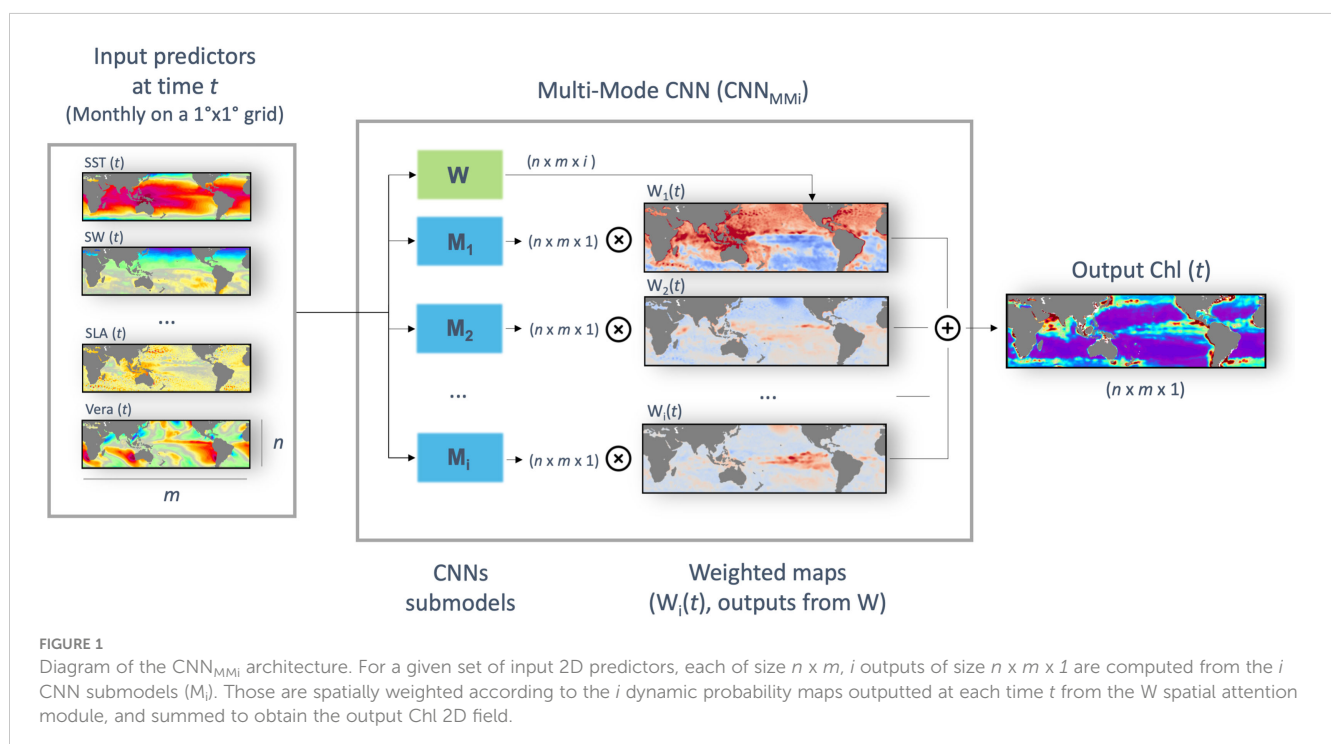 Input predictors
at time t
(Monthly on a 1°x1° grid)
SST (t)
SW (t)
...
SLA (t)
Vera (t)
n
m
Multi-Mode CNN (CNNMMi)
W
(n x m x i )
M1
(n x m x 1)
W1(t)
M2
(n x m x 1)
W2(t)
...
...
Mi
(n x m x 1)
Wi(t)
CNNs
submodels
Weighted maps
(Wi(t), outputs from W)
Output Chl (t)
(n x m x 1)
FIGURE 1
Diagram of the CNNMMi architecture. For a given set of input 2D predictors, each of size n x m, i outputs of size n x m x 1 are computed from the i
CNN submodels (Mi). Those are spatially weighted according to the i dynamic probability maps outputted at each time t from the W spatial attention
module, and summed to obtain the output Chl 2D field.